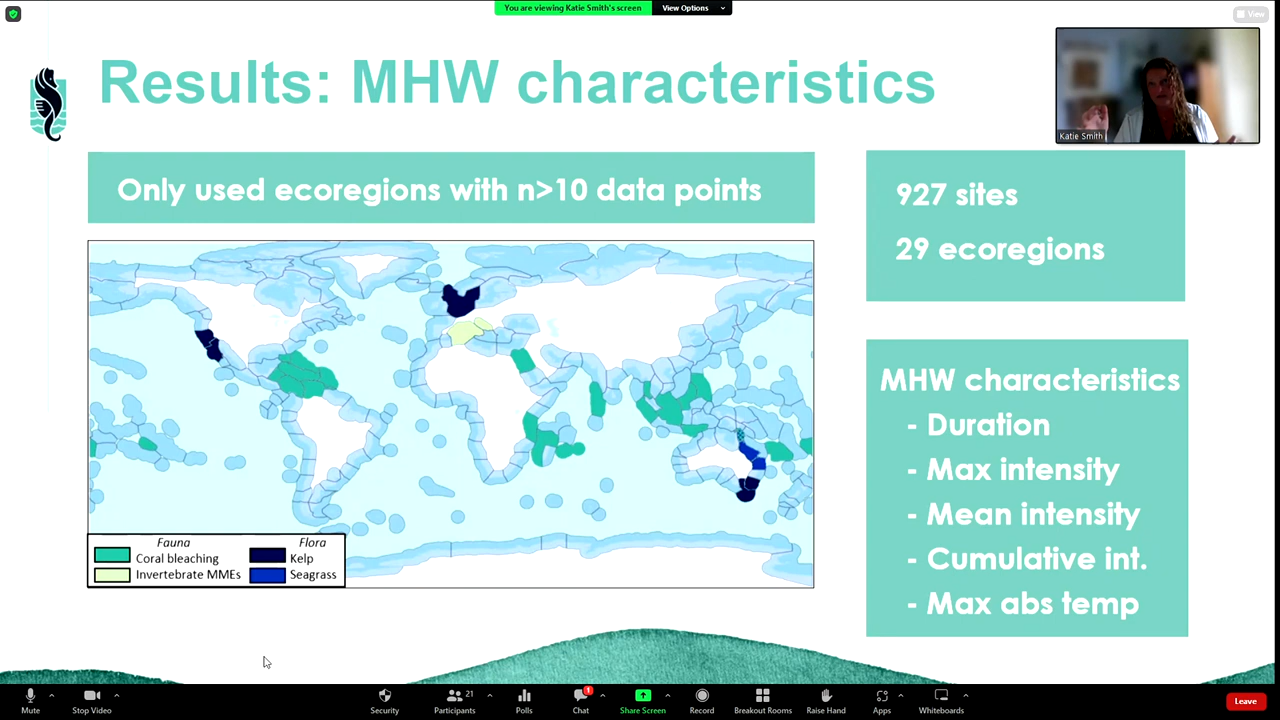 You are viewing Katie Smith's screen
View Options
View
Results: MHW characteristics
Katie Smith
Only used ecoregions with n>10 data points
927 sites
29 ecoregions
MHW characteristics
- Duration
- Max intensity
- Mean intensity
- Cumulative int.
- Max abs temp
Fauna
Flora
Coral bleaching
Kelp
Invertebrate MMEs
Seagrass
Mute
Stop Video
Security
Participants
21
Polls
Chat
1
Share Screen
Record
Breakout Rooms
Raise Hand
Apps
Whiteboards
Leave